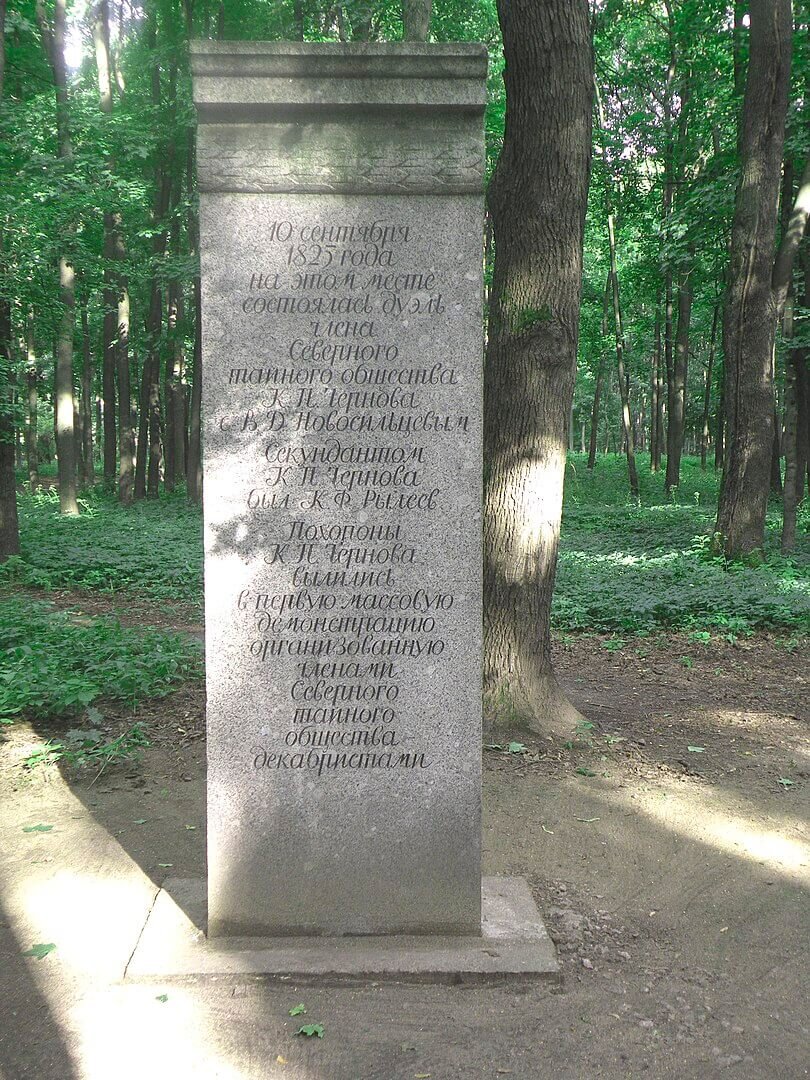 10 сентября
1825 года
на этом месте
состоялась дуэль
члена
Северного
тайного общества
К П Чернова
с В Д Новосильцевым
Секундантом
К П Чернова
был К Ф Рылеев
Похороны
К П Чернова
вылились
в первую массовую
демонстрацию
организованную
членами
Северного
тайного
общества
декабристами